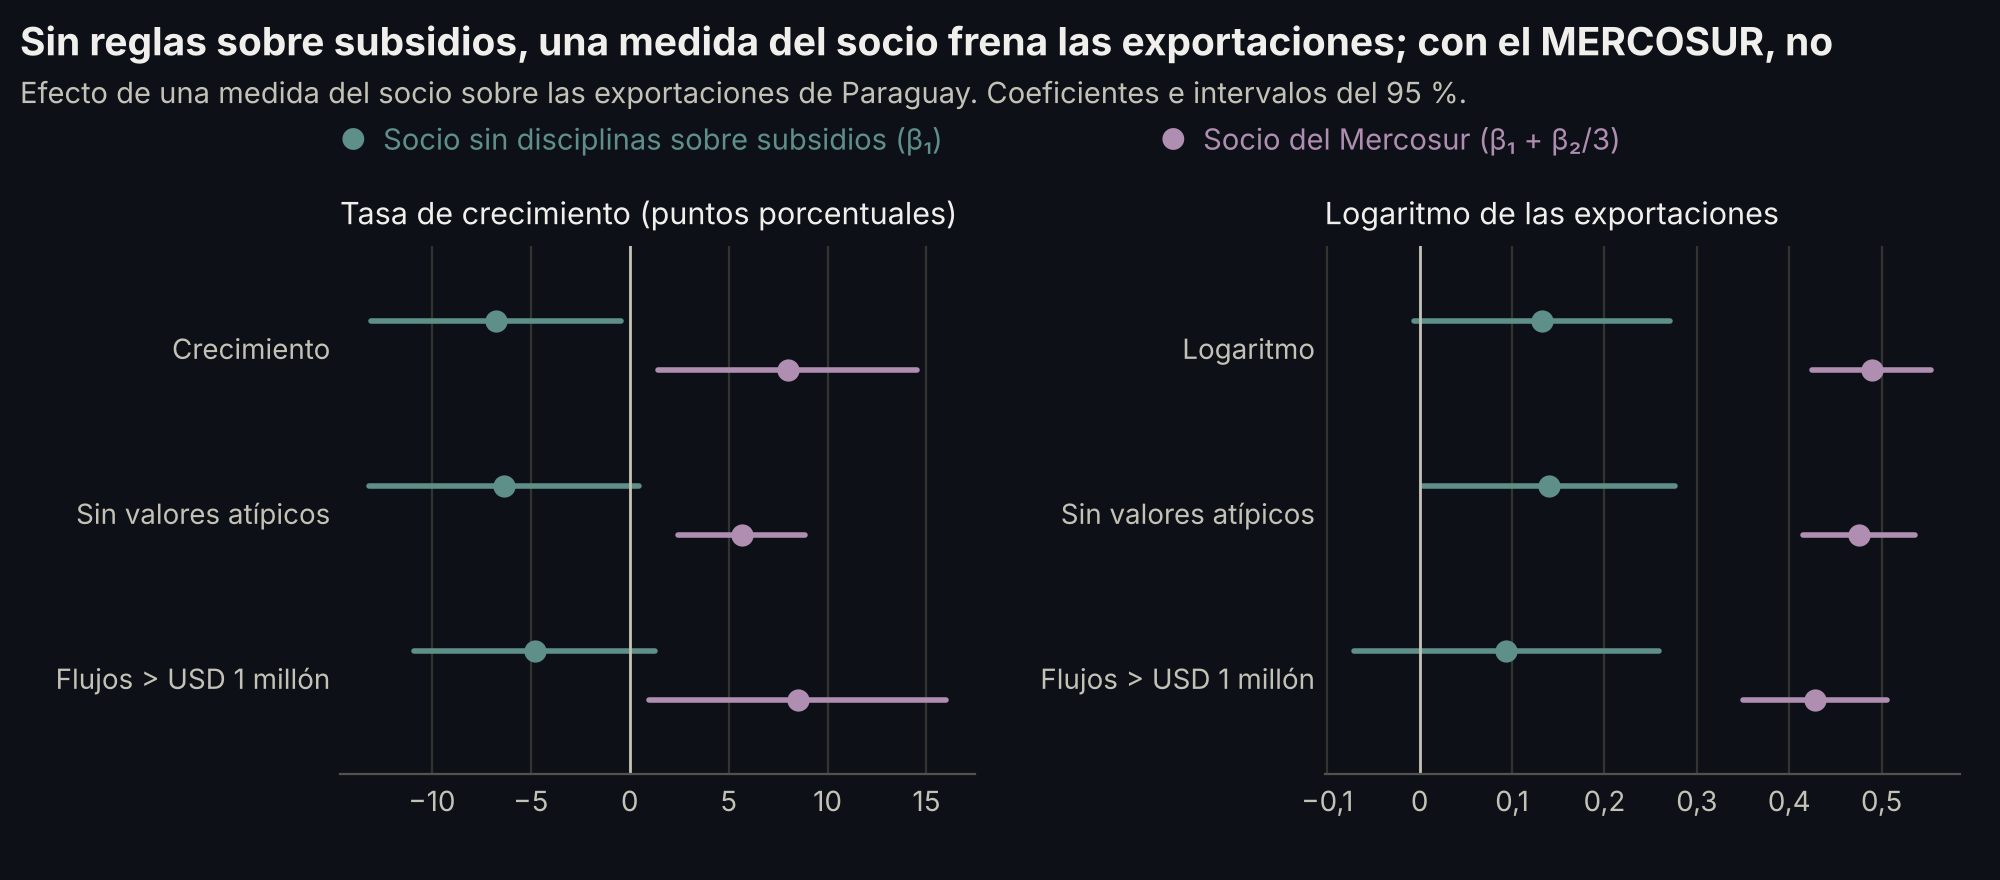 Sin reglas sobre subsidios, una medida del socio frena las exportaciones; con el MERCOSUR, no
Efecto de una medida del socio sobre las exportaciones de Paraguay. Coeficientes e intervalos del 95 %.
Socio sin disciplinas sobre subsidios (β₁)
Socio del Mercosur (β₁ + β₂/3)
Tasa de crecimiento (puntos porcentuales)
Crecimiento
Sin valores atípicos
Flujos > USD 1 millón
−10 −5 0 5 10 15
Logaritmo de las exportaciones
Logaritmo
Sin valores atípicos
Flujos > USD 1 millón
−0,1 0 0,1 0,2 0,3 0,4 0,5